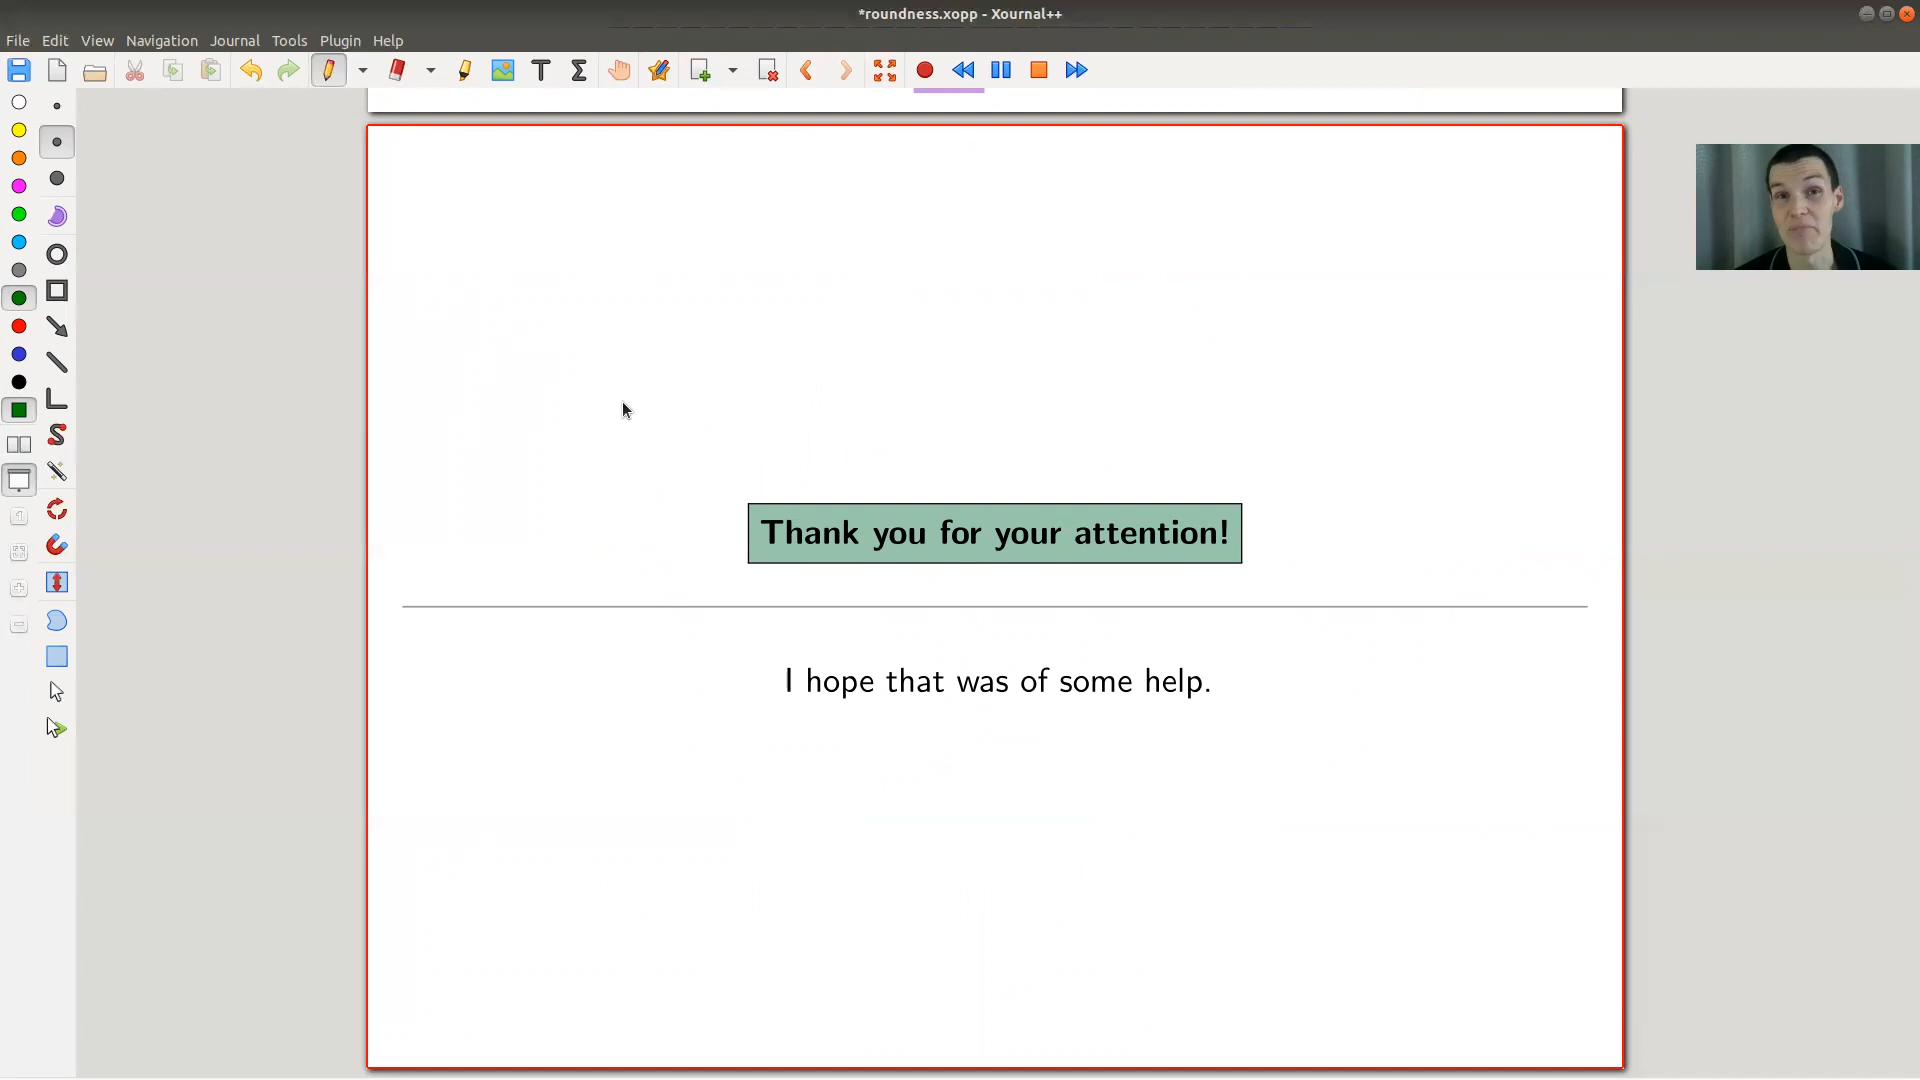 *roundness.xopp - Xournal++
File Edit View Navigation Journal Tools Plugin Help
Thank you for your attention!
I hope that was of some help.